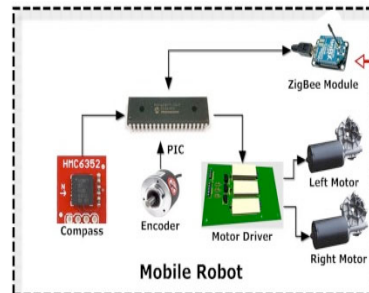 ZigBee Module
PIC
HMC6352
Compass
Encoder
Motor Driver
Left Motor
Right Motor
Mobile Robot